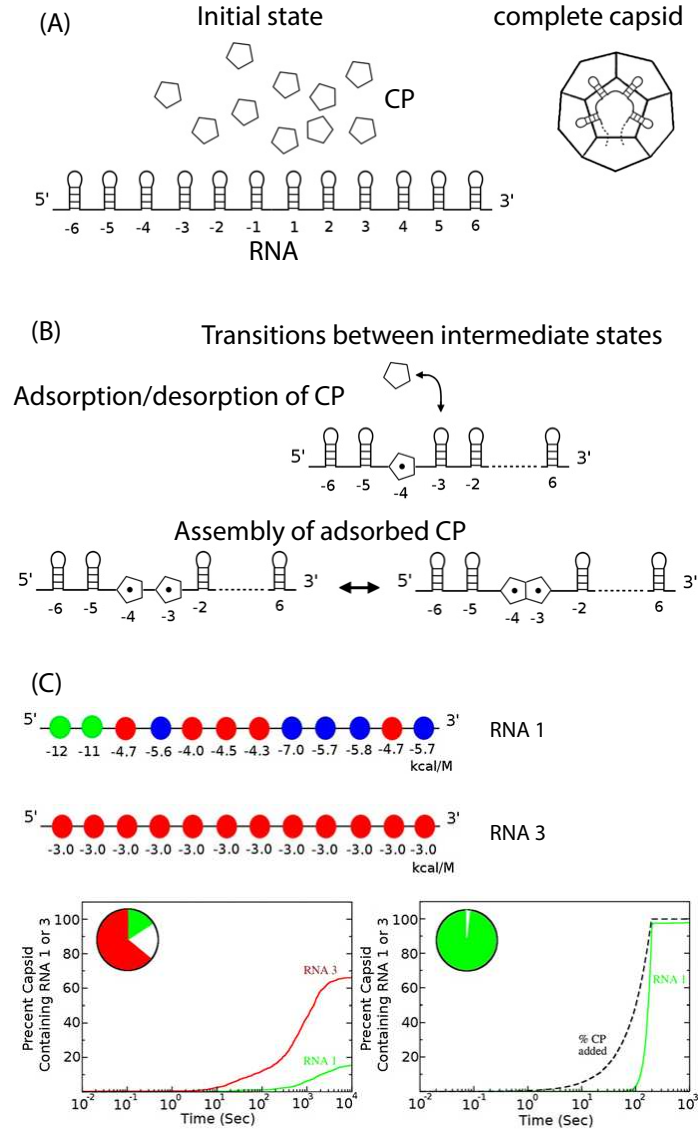 (A)
Initial state
complete capsid
CP
5'
3'
-6 -5 -4 -3 -2 -1 1 2 3 4 5 6
RNA
(B)
Transitions between intermediate states
Adsorption/desorption of CP
5'
3'
-6 -5 -4 -3 -2 6
Assembly of adsorbed CP
5' 3' 5' 3'
-6 -5 -4 -3 -2 6 -6 -5 -4 -3 -2 6
(C)
5' 3'
RNA 1
-12 -11 -4.7 -5.6 -4.0 -4.5 -4.3 -7.0 -5.7 -5.8 -4.7 -5.7
kcal/M
5' 3'
RNA 3
-3.0 -3.0 -3.0 -3.0 -3.0 -3.0 -3.0 -3.0 -3.0 -3.0 -3.0 -3.0
kcal/M
Precent Capsid
Containing RNA 1 or 3
100
80
60
40
20
RNA 3
RNA 1
10-2 10-1 100 101 102 103 104
Time (Sec)
Precent Capsid
Containing RNA 1 or 3
100
80
60
40
20
RNA 1
% CP
added
10-2 10-1 100 101 102 103
Time (Sec)